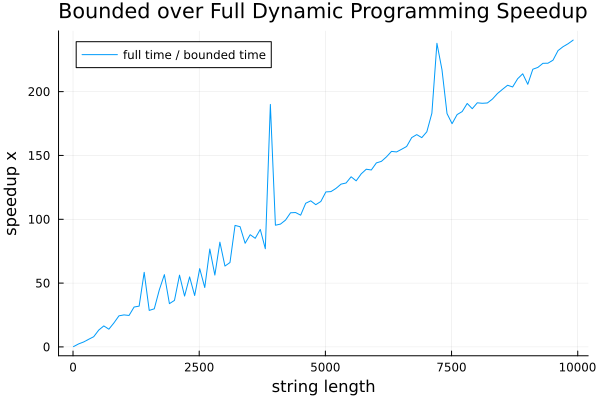 Bounded over Full Dynamic Programming Speedup
full time / bounded time
speedup x
200
150
100
50
0
0 2500 5000 7500 10000
string length